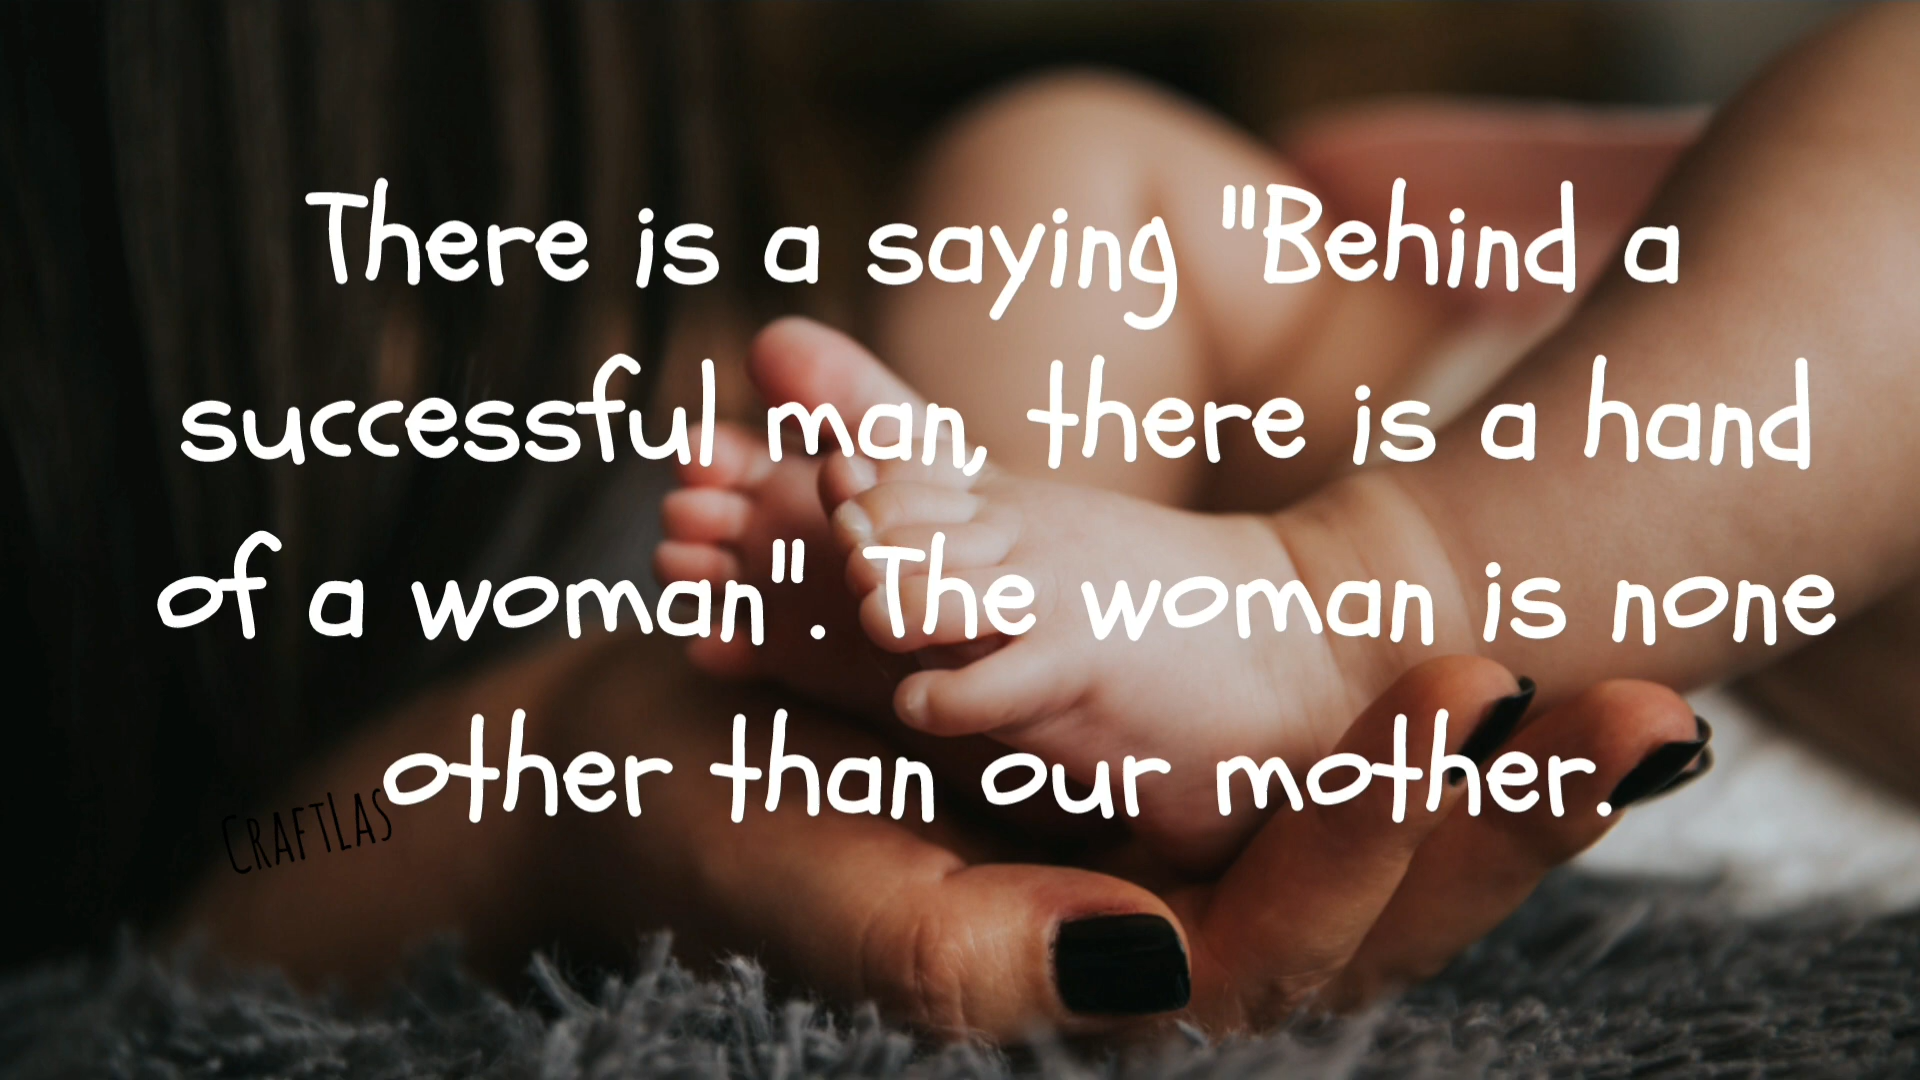 There is a saying "Behind a
successful man, there is a hand
of a woman". The woman is none
other than our mother.
CraftLas